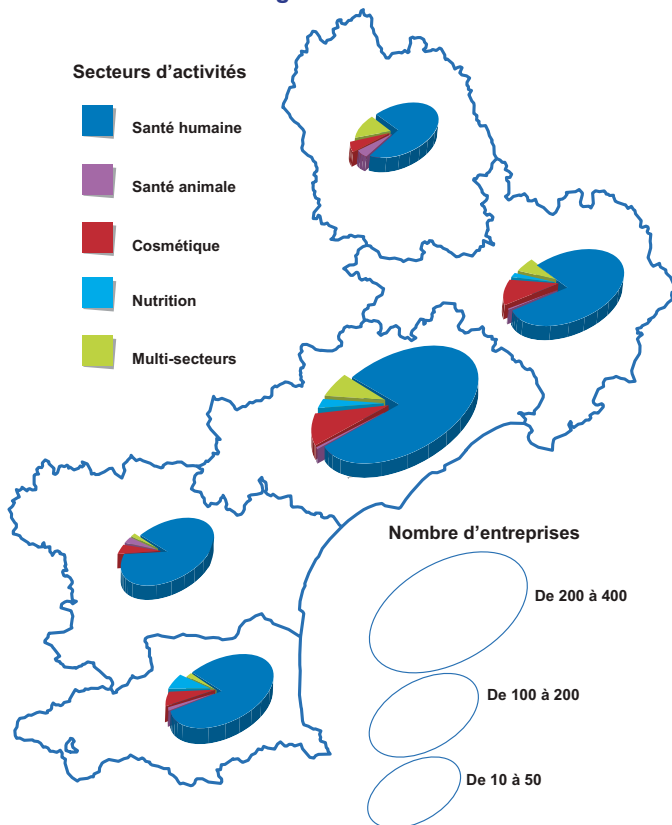 Secteurs d'activités
Santé humaine
Santé animale
Cosmétique
Nutrition
Multi-secteurs
Nombre d'entreprises
De 200 à 400
De 100 à 200
De 10 à 50